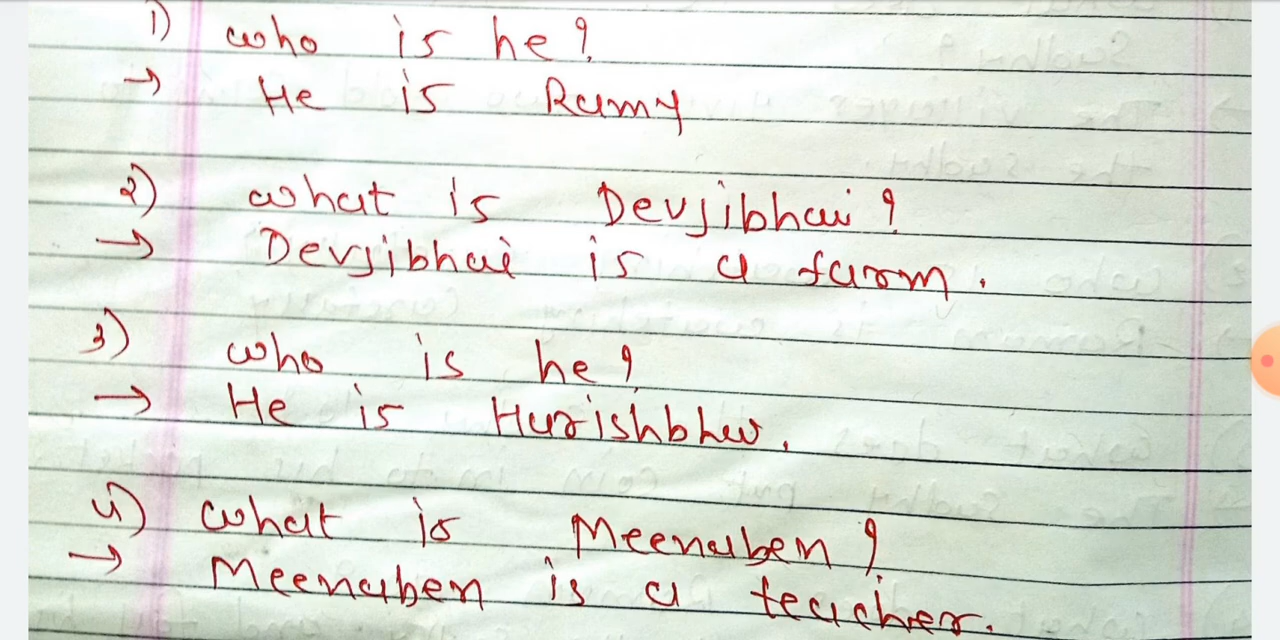 1) who is he?
→ He is Ramy
2) what is Devjibhai?
→ Devjibhai is a farm.
3) who is he?
→ He is Harishbhai.
4) what is Meenaben?
→ Meenaben is a teacher.